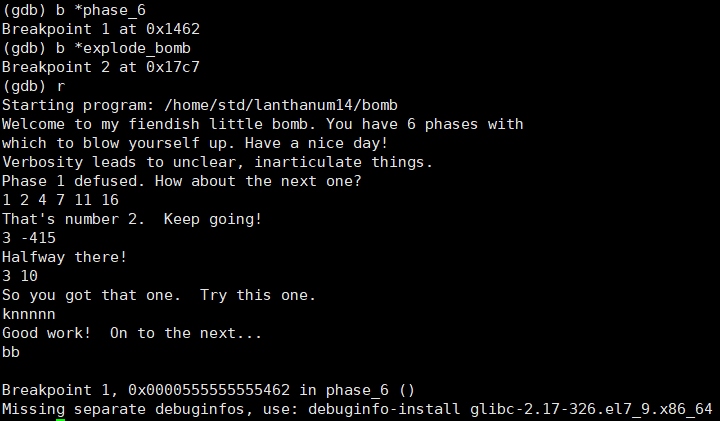 (gdb) b *phase_6
Breakpoint 1 at 0x1462
(gdb) b *explode_bomb
Breakpoint 2 at 0x17c7
(gdb) r
Starting program: /home/std/lanthanum14/bomb
Welcome to my fiendish little bomb. You have 6 phases with
which to blow yourself up. Have a nice day!
Verbosity leads to unclear, inarticulate things.
Phase 1 defused. How about the next one?
1 2 4 7 11 16
That's number 2.  Keep going!
3 -415
Halfway there!
3 10
So you got that one.  Try this one.
knnnnn
Good work!  On to the next...
bb
Breakpoint 1, 0x0000555555555462 in phase_6 ()
Missing separate debuginfos, use: debuginfo-install glibc-2.17-326.el7_9.x86_64